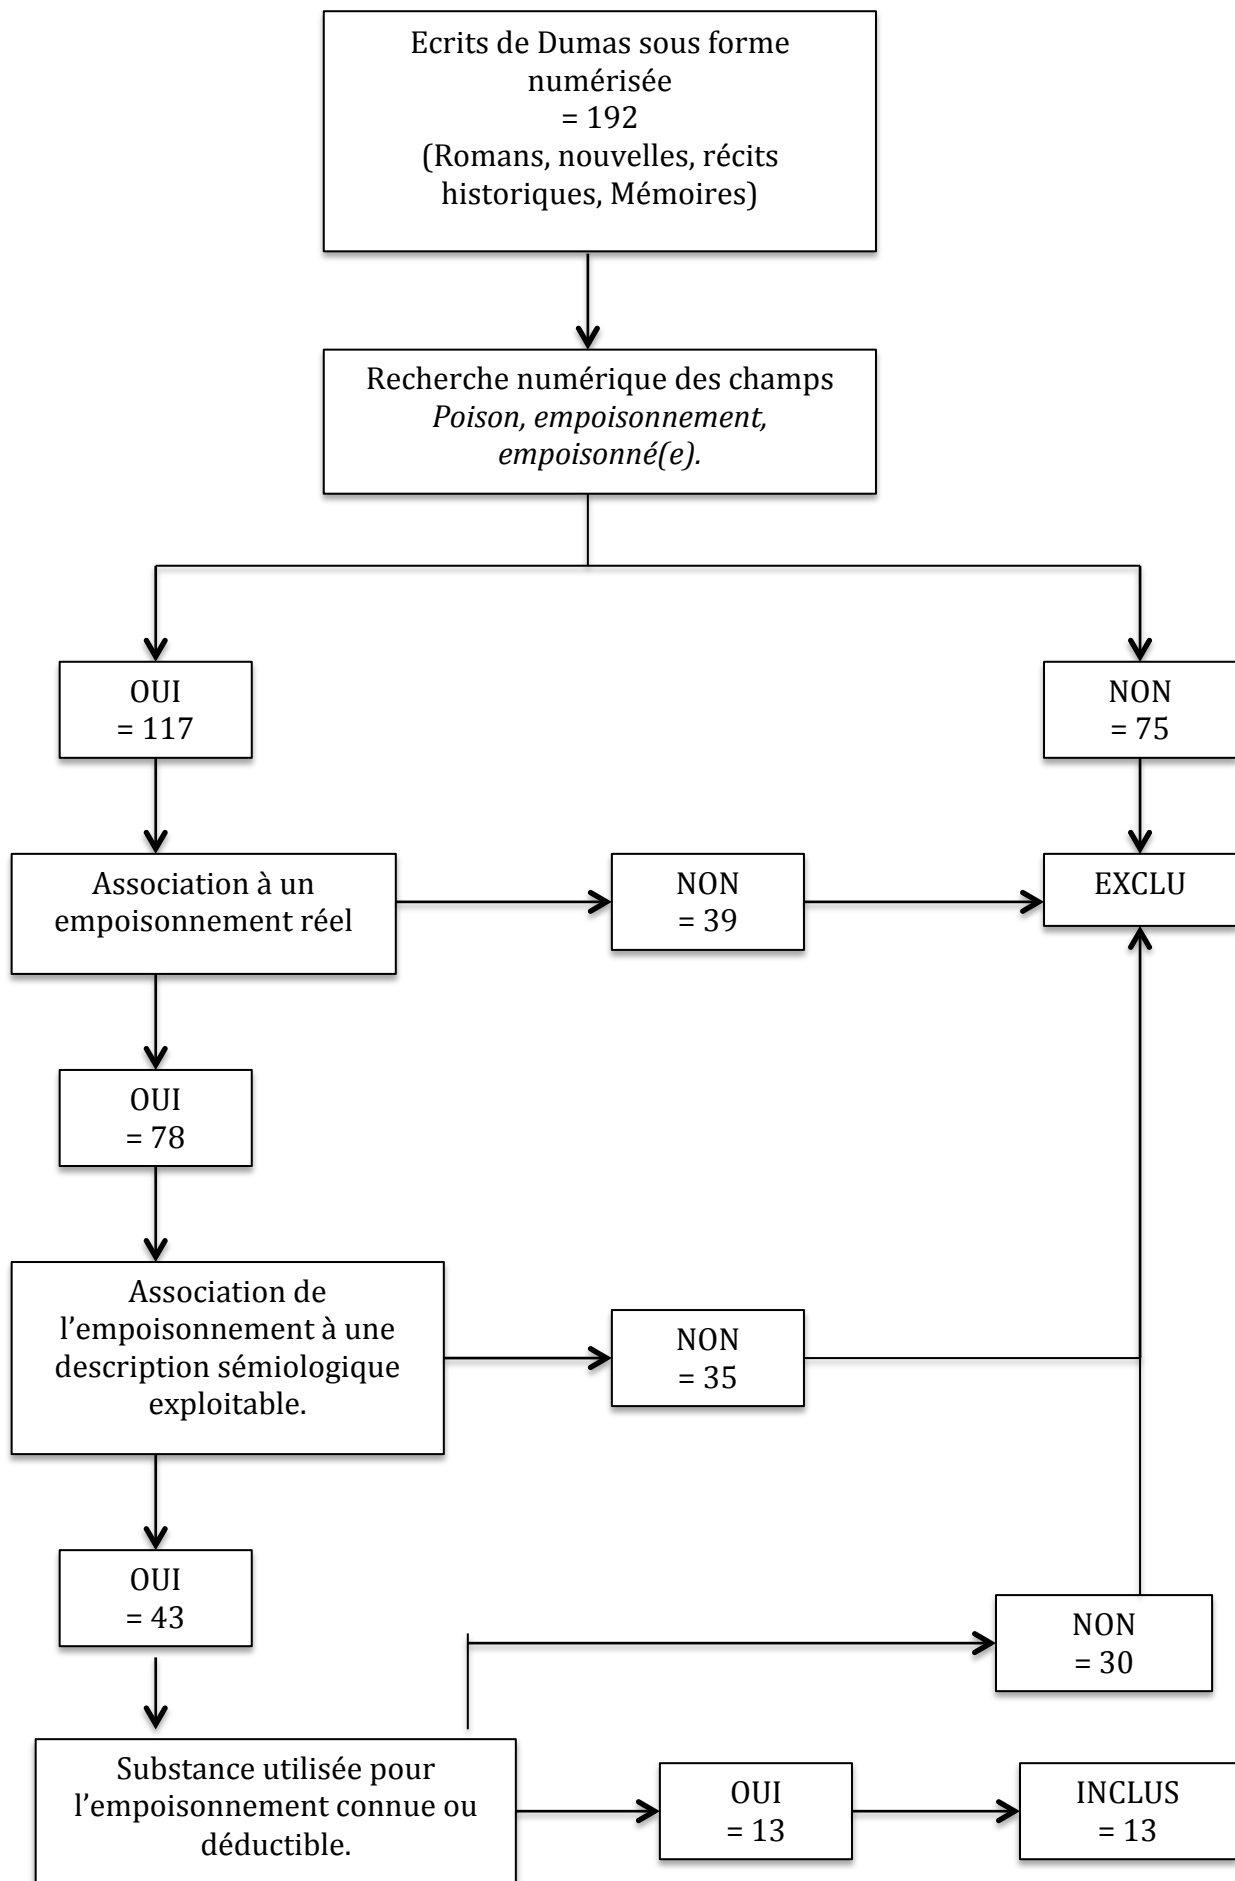 Ecrits de Dumas sous forme
numérisée
= 192
(Romans, nouvelles, récits
historiques, Mémoires)
Recherche numérique des champs
Poison, empoisonnement,
empoisonné(e).
OUI
= 117
NON
= 75
Association à un
empoisonnement réel
NON
= 39
EXCLU
OUI
= 78
Association de
l’empoisonnement à une
description sémiologique
exploitable.
NON
= 35
OUI
= 43
NON
= 30
Substance utilisée pour
l’empoisonnement connue ou
déductible.
OUI
= 13
INCLUS
= 13